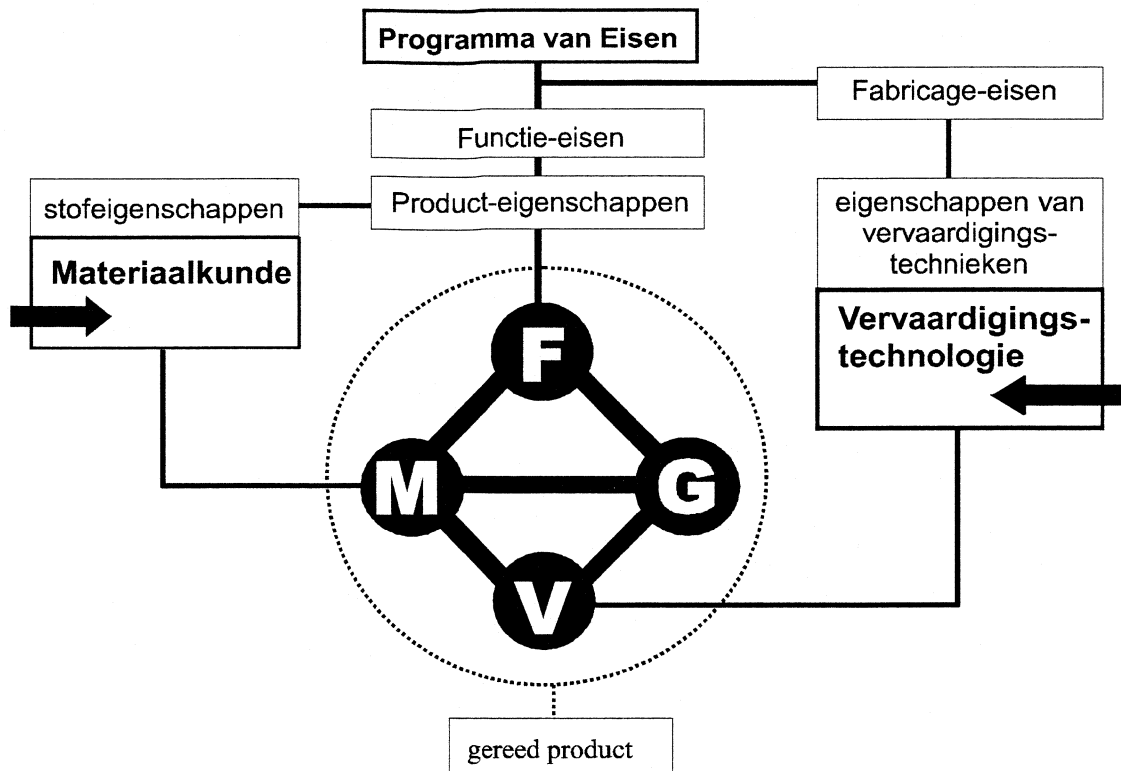 Programma van Eisen
Fabricage-eisen
Functie-eisen
stofeigenschappen
Product-eigenschappen
eigenschappen van
vervaardigings-
technieken
Materiaalkunde
Vervaardigings-
technologie
F
M
G
V
gereed product